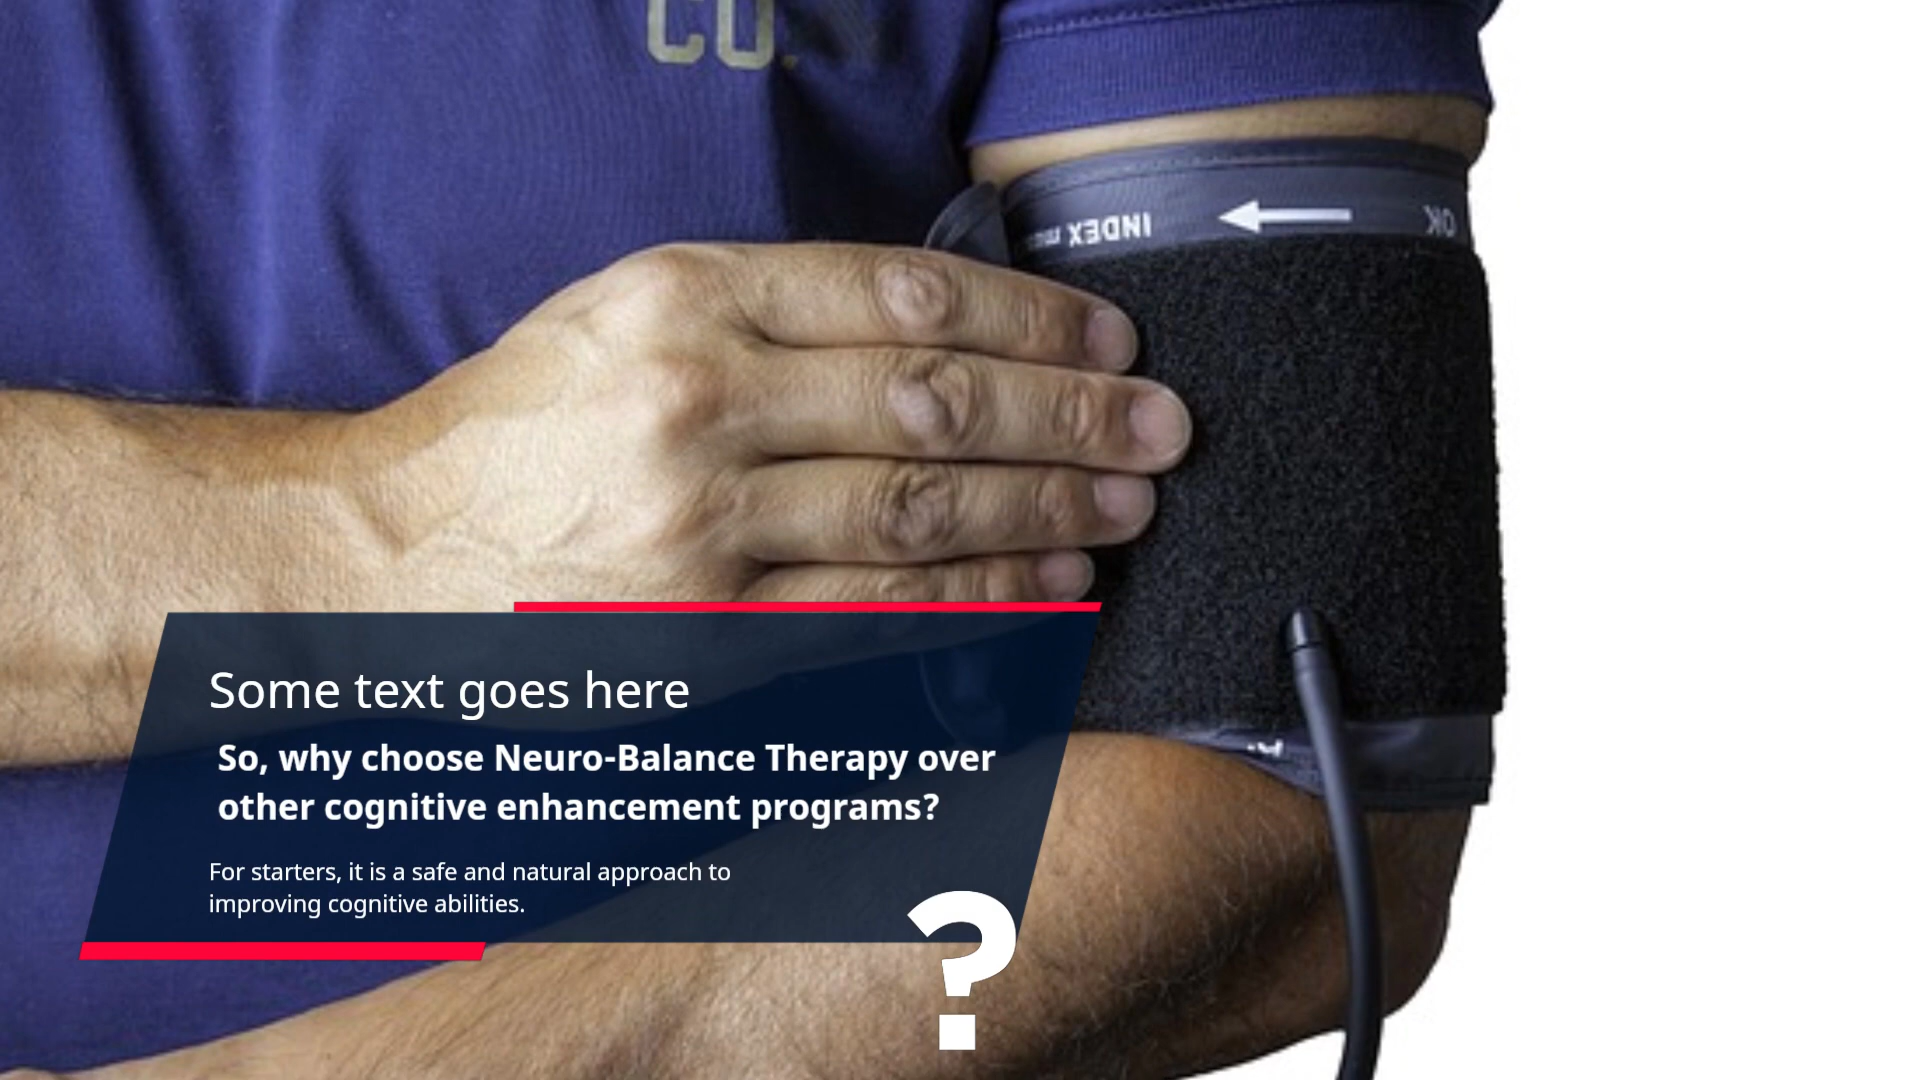 CO.
INDEX
OK
Some text goes here
So, why choose Neuro-Balance Therapy over
other cognitive enhancement programs?
For starters, it is a safe and natural approach to
improving cognitive abilities.
?